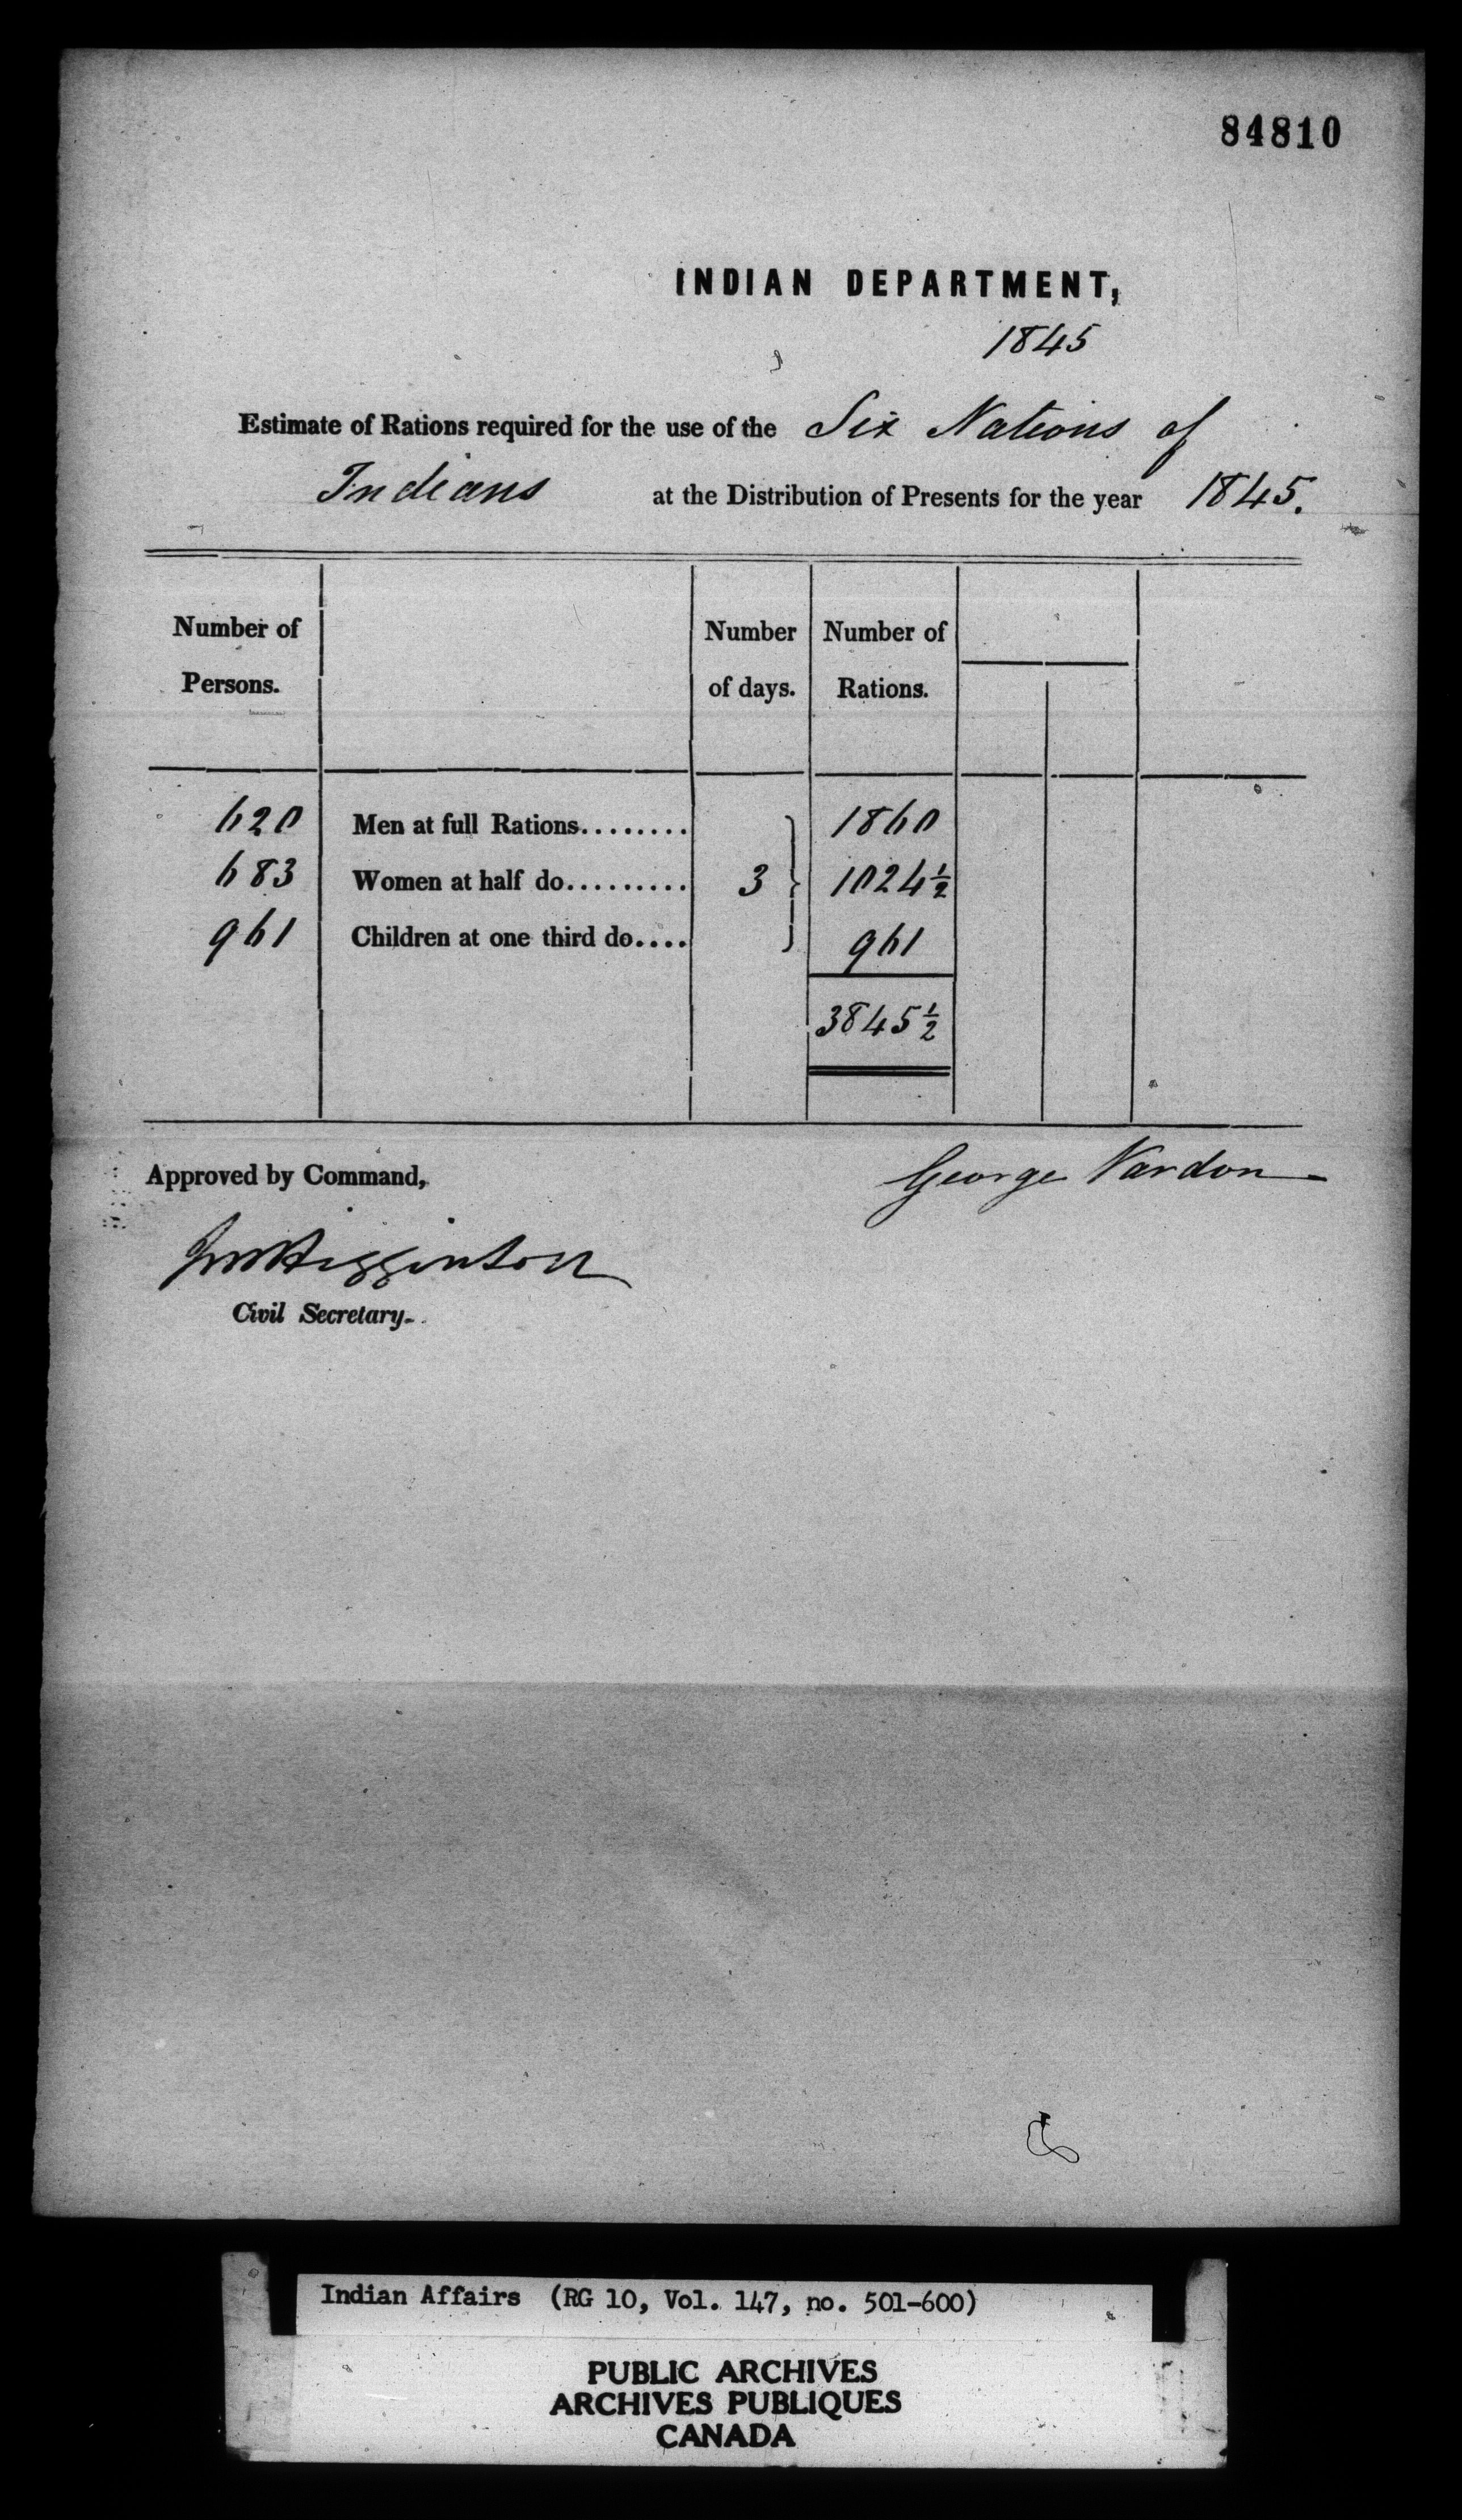 84810
INDIAN DEPARTMENT,
1845
Estimate of Rations required for the use of the Six Nations of
Indians at the Distribution of Presents for the year 1845.
Number of Persons. Number of days. Number of Rations.
620 Men at full Rations........ 1860
683 Women at half do......... 3 1024½
961 Children at one third do.... 961
3845½
Approved by Command, George Vardon
JMHigginson
Civil Secretary.
Indian Affairs (RG 10, Vol. 147, no. 501-600)
PUBLIC ARCHIVES
ARCHIVES PUBLIQUES
CANADA